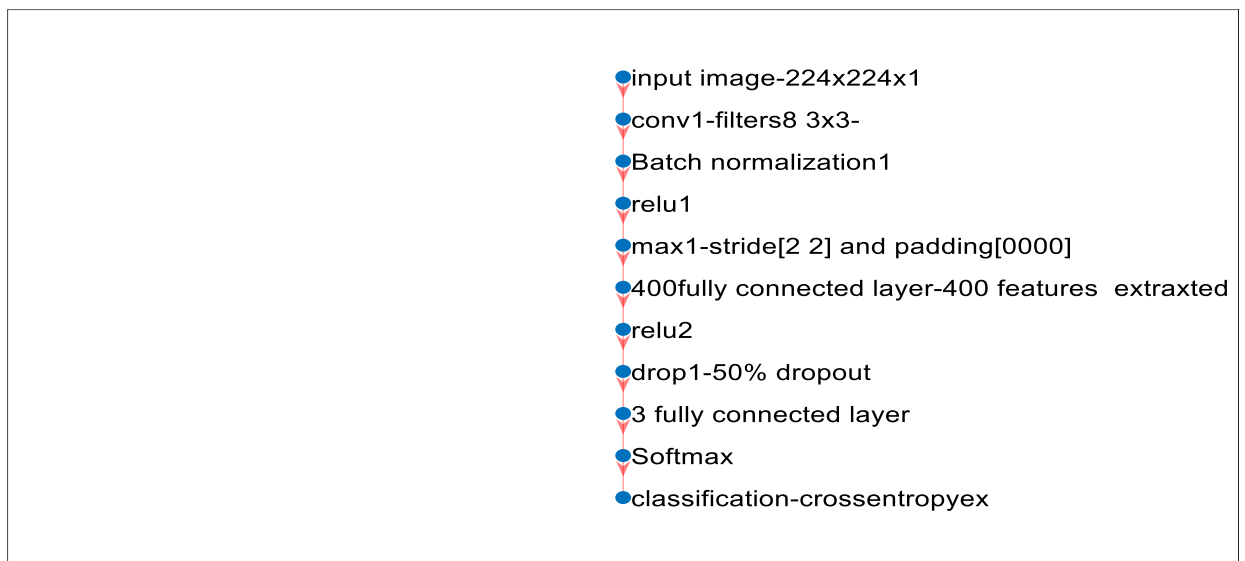 input image-224x224x1
conv1-filters8 3x3-
Batch normalization1
relu1
max1-stride[2 2] and padding[0000]
400fully connected layer-400 features  extraxted
relu2
drop1-50% dropout
3 fully connected layer
Softmax
classification-crossentropyex